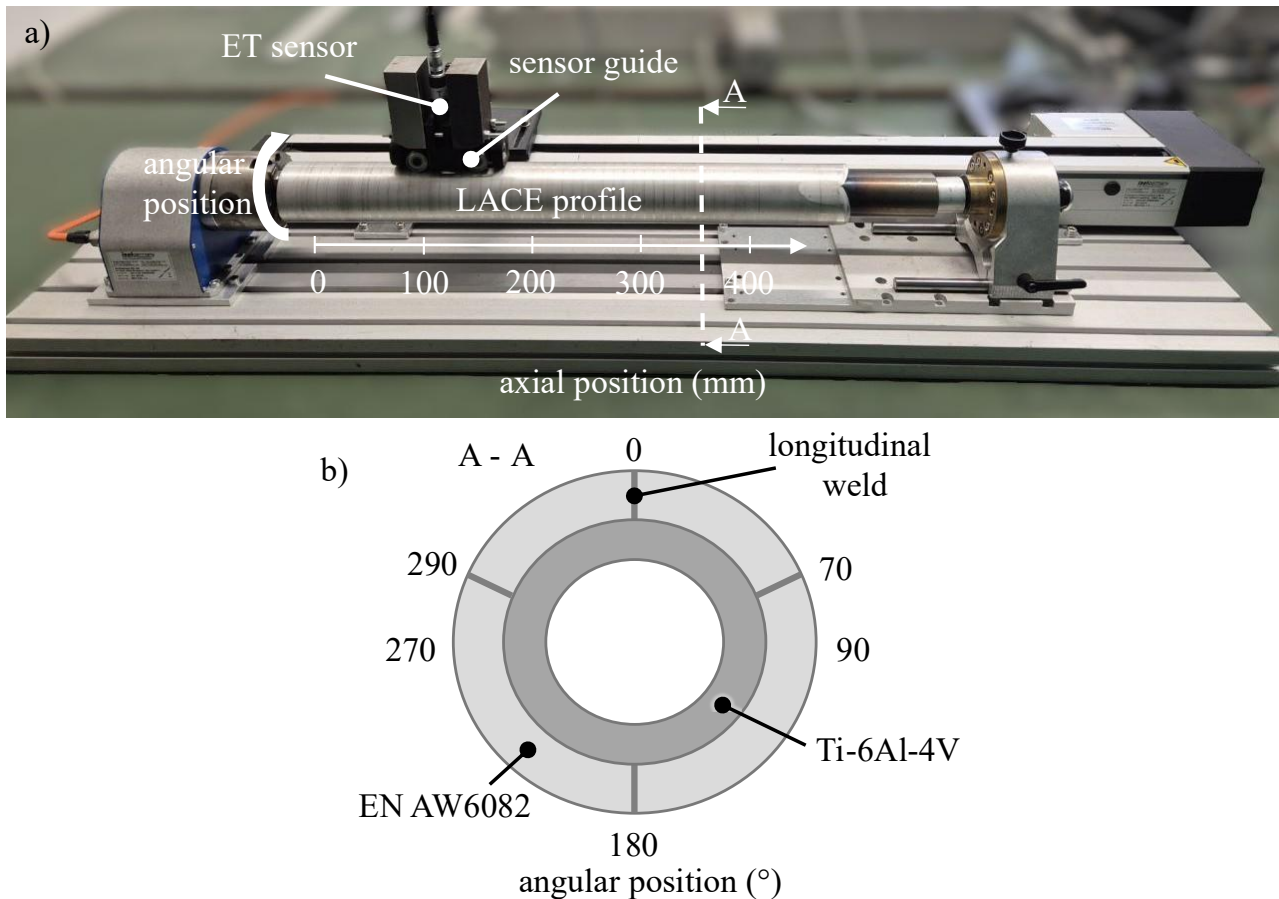 a)
ET sensor
sensor guide
A
angular
position
LACE profile
0 100 200 300 400
A
axial position (mm)
b)
A - A
0
longitudinal
weld
290
70
270
90
Ti-6Al-4V
EN AW6082
180
angular position (°)